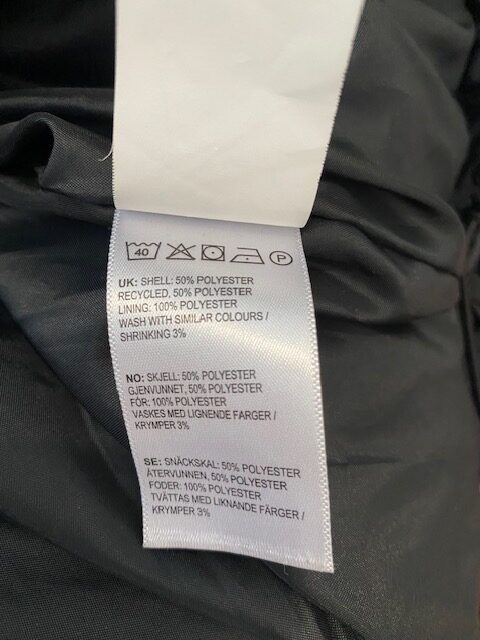 40 P
UK: SHELL: 50% POLYESTER
RECYCLED, 50% POLYESTER
LINING: 100% POLYESTER
WASH WITH SIMILAR COLOURS /
SHRINKING 3%
NO: SKJELL: 50% POLYESTER
GJENVUNNET, 50% POLYESTER
FÓR: 100% POLYESTER
VASKES MED LIGNENDE FARGER /
KRYMPER 3%
SE: SNÄCKSKAL: 50% POLYESTER
ÅTERVUNNEN, 50% POLYESTER
FODER: 100% POLYESTER
TVÄTTAS MED LIKNANDE FÄRGER /
KRYMPER 3%